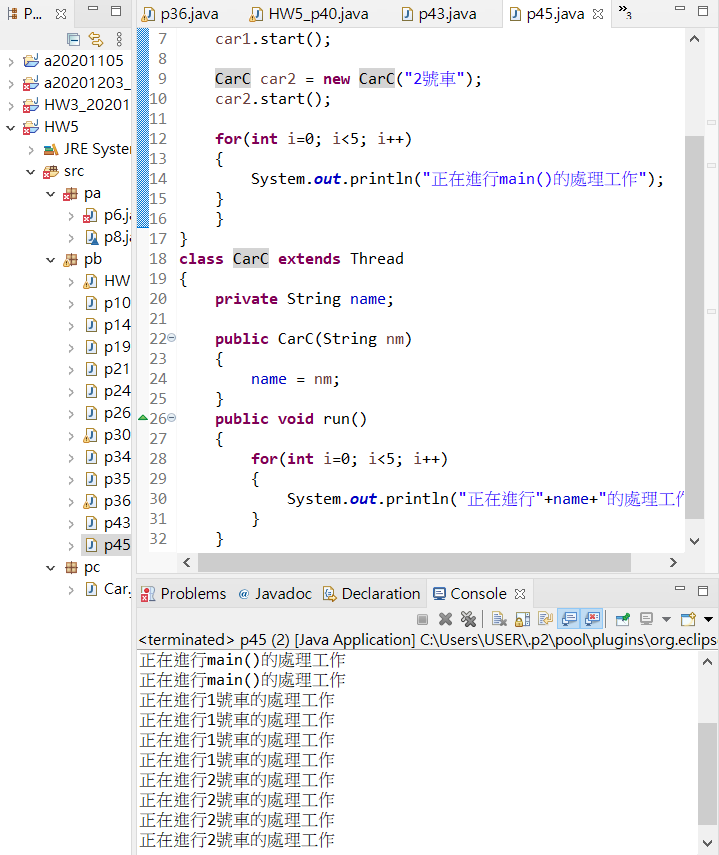 P...
p36.java HW5_p40.java p43.java p45.java »3
a20201105
a20201203_
HW3_20201
HW5
JRE Syster
src
pa
p6.ja
p8.ja
pb
HW
p10
p14
p19
p21
p24
p26
p30
p34
p35
p36
p43
p45
pc
Car.
7 car1.start();
8
9 CarC car2 = new CarC("2號車");
10 car2.start();
11
12 for(int i=0; i<5; i++)
13 {
14 System.out.println("正在進行main()的處理工作");
15 }
16 }
17 }
18 class CarC extends Thread
19 {
20 private String name;
21
22 public CarC(String nm)
23 {
24 name = nm;
25 }
26 public void run()
27 {
28 for(int i=0; i<5; i++)
29 {
30 System.out.println("正在進行"+name+"的處理工作
31 }
32 }
Problems @ Javadoc Declaration Console
<terminated> p45 (2) [Java Application] C:\Users\USER\.p2\pool\plugins\org.eclips
正在進行main()的處理工作
正在進行main()的處理工作
正在進行1號車的處理工作
正在進行1號車的處理工作
正在進行1號車的處理工作
正在進行1號車的處理工作
正在進行2號車的處理工作
正在進行2號車的處理工作
正在進行2號車的處理工作
正在進行2號車的處理工作